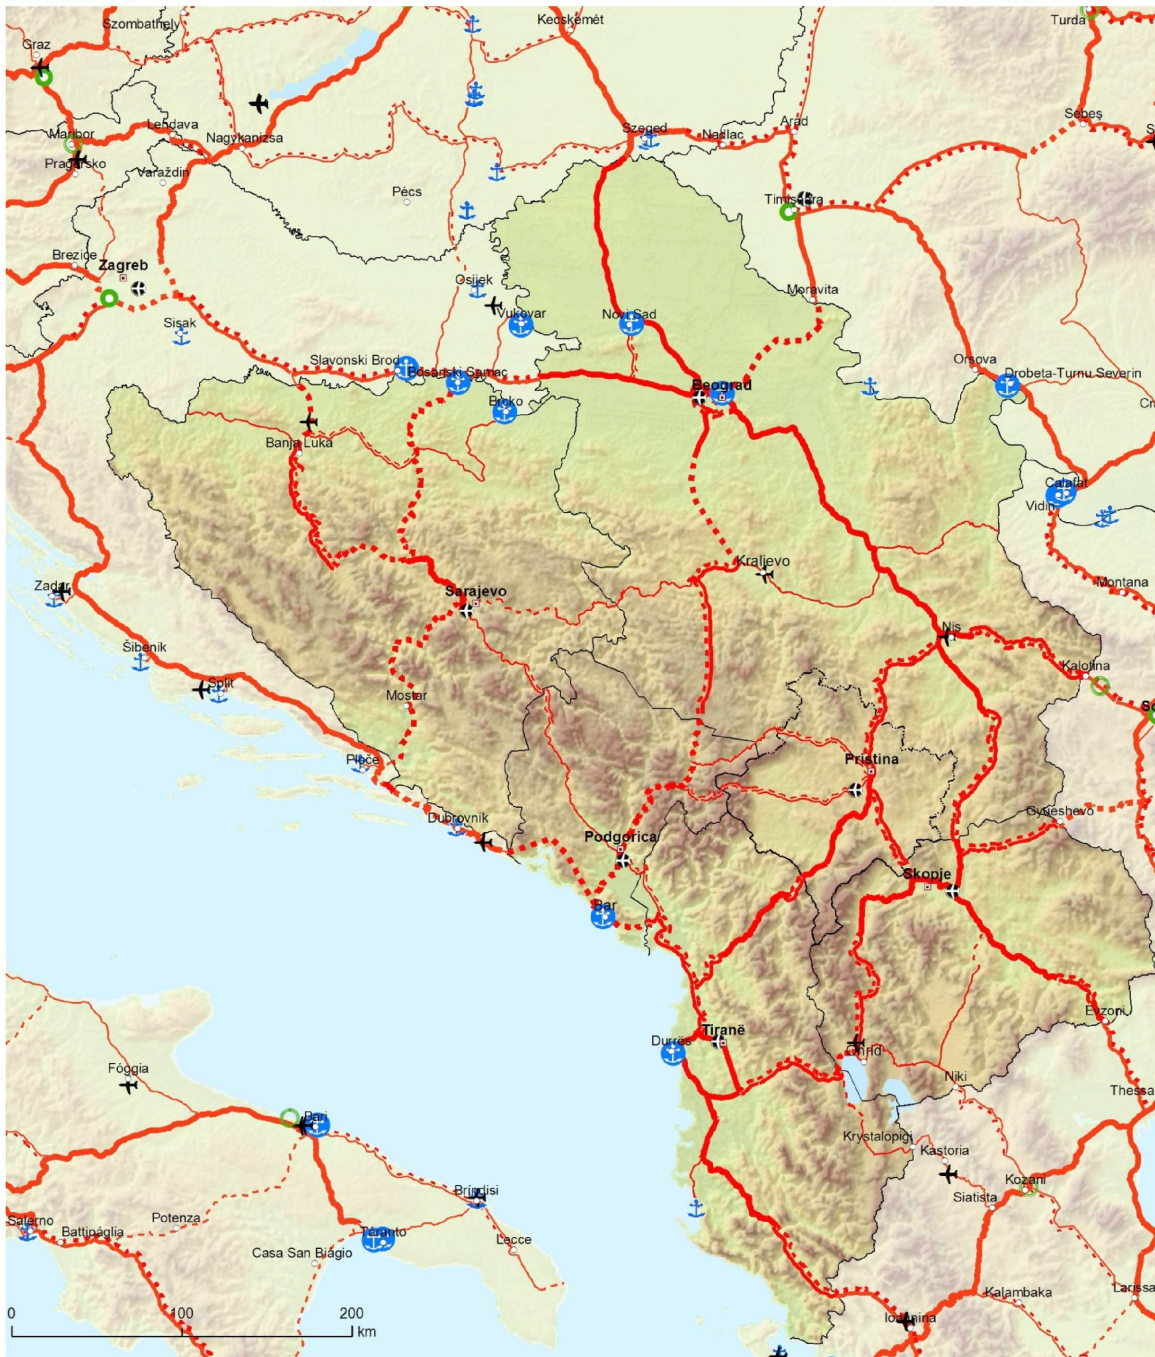 Szombathely
Kecskemét
Turda
Graz
Sebeş
Maribor
Lendava
Nagykanizsa
Szeged
Nadlac
Arad
Pragersko
Varaždin
Pécs
Timişoara
Brezice
Zagreb
Osijek
Moravita
Sisak
Vukovar
Novi Sad
Slavonski Brod
Bosanski Samac
Orsova
Drobeta-Turnu Severin
Beograd
Brcko
Banja Luka
Calafat
Vidin
Kraljevo
Montana
Zadar
Sarajevo
Nis
Šibenik
Kalotina
Split
Mostar
Ploče
Pristina
Dubrovnik
Gyueshevo
Podgorica
Skopje
Bar
Evzoni
Durrës
Tiranë
Ohrid
Fóggia
Niki
Thessa
Bari
Krystalopigi
Kastoria
Kozani
Brindisi
Siatista
Salerno
Potenza
Battipáglia
Táranto
Lecce
Casa San Biágio
Kalambaka
Larissa
0 100 200
km
Ioannina